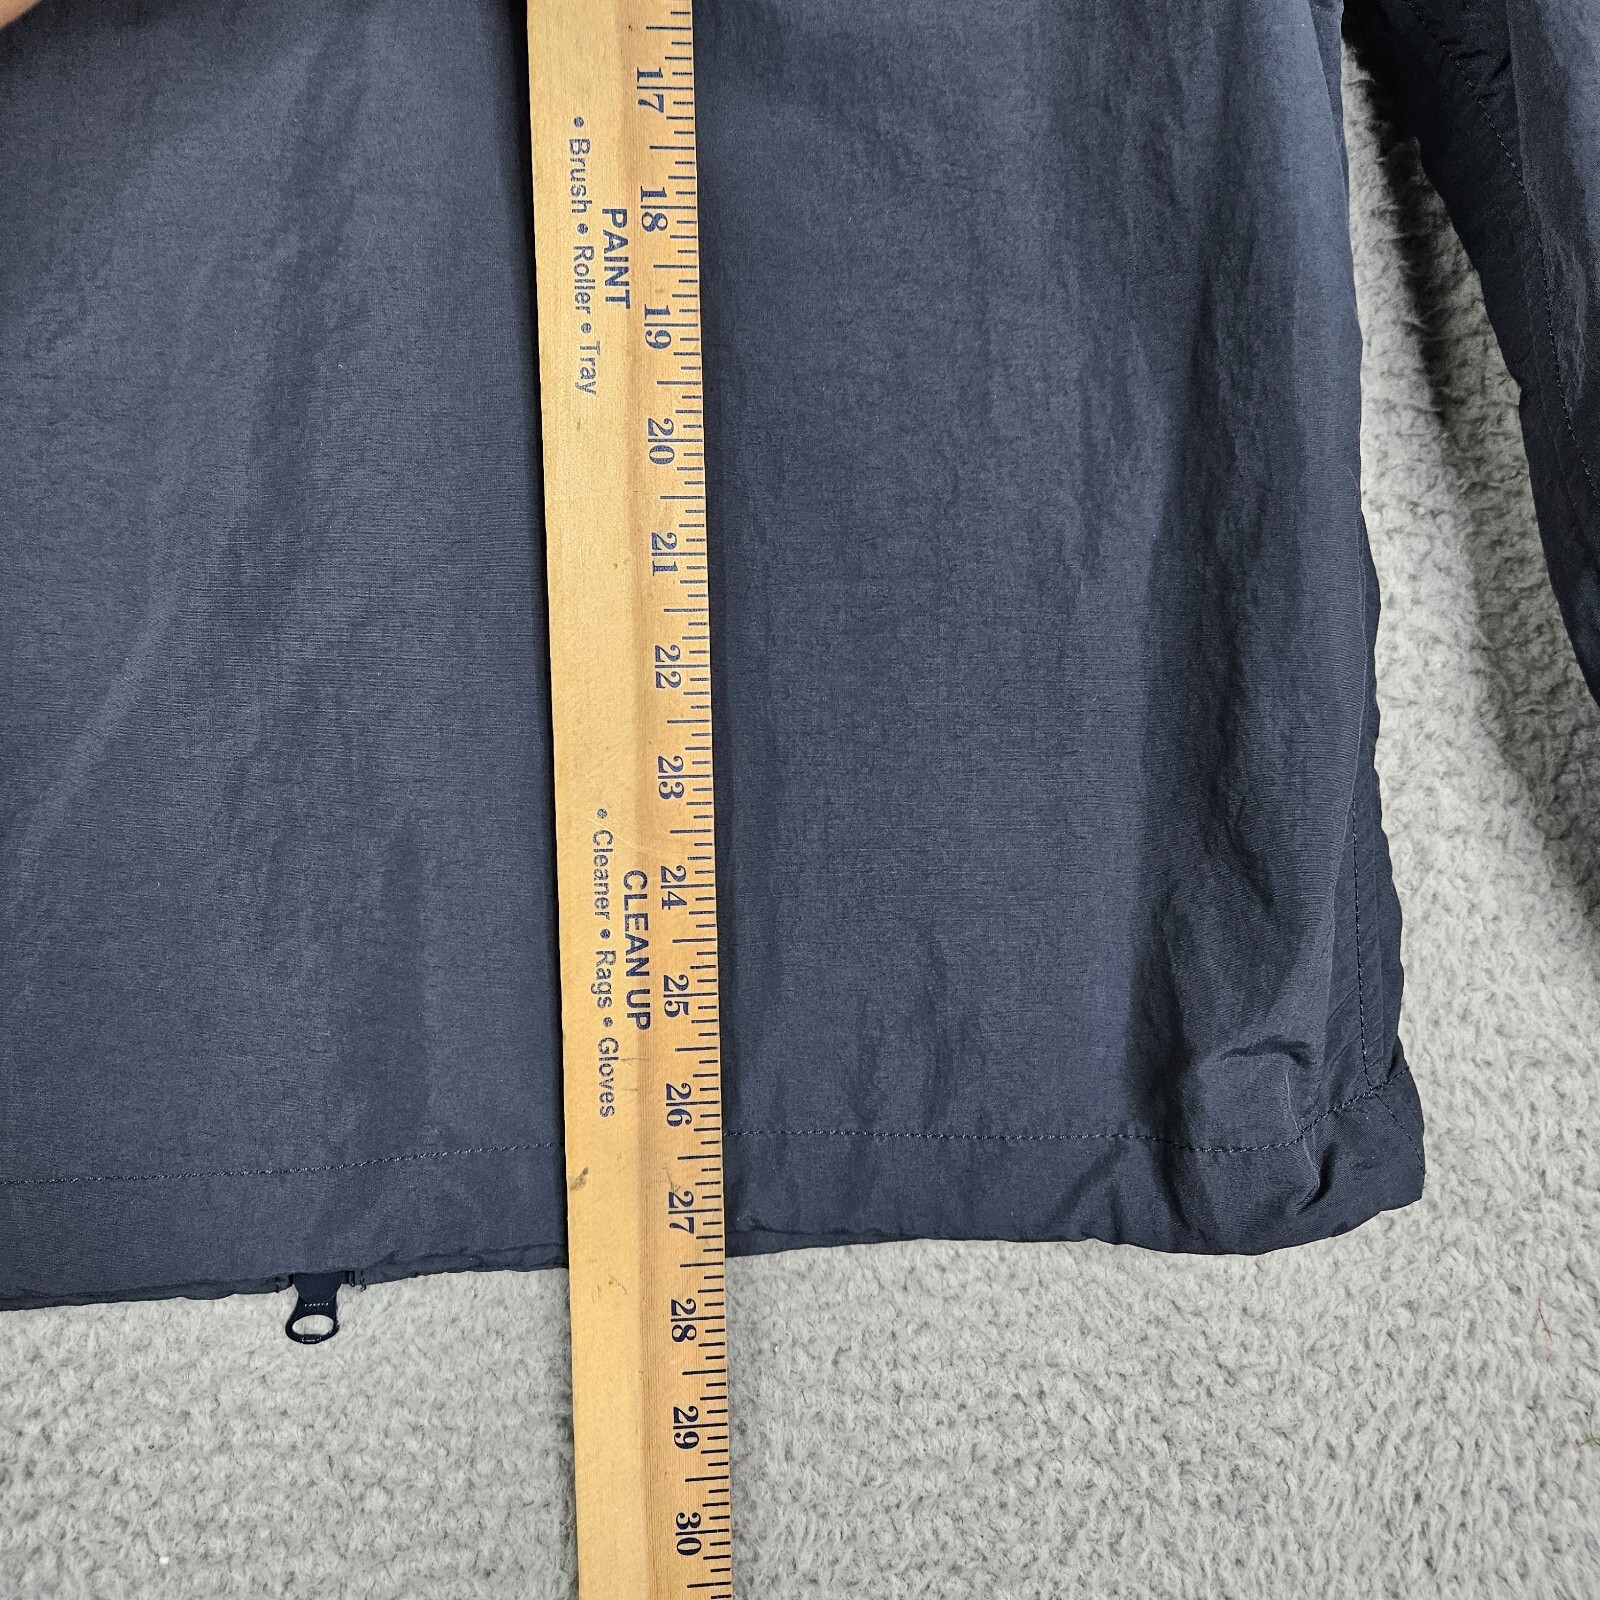 17 18 19 20 21 22 23 24 25 26 27 28 29 30
PAINT
• Brush • Roller • Tray
CLEAN UP
• Cleaner • Rags • Gloves